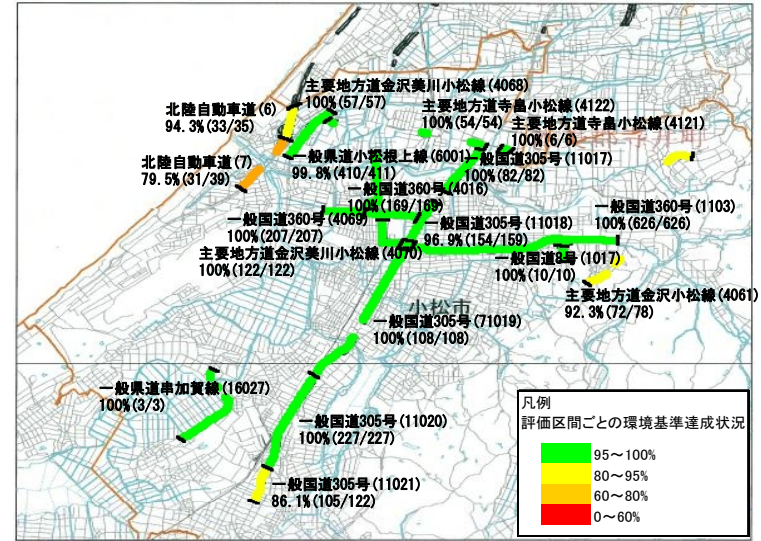 主要地方道金沢美川小松線(4068)
100%(57/57)
北陸自動車道(6)
94.3%(33/35)
主要地方道寺畠小松線(4122)
100%(54/54)
主要地方道寺畠小松線(4121)
100%(6/6)
北陸自動車道(7)
79.5%(31/39)
一般県道小松根上線(6001)
99.8%(410/411)
一般国道305号(11017)
100%(82/82)
一般国道360号(4016)
100%(169/169)
一般国道360号(1103)
100%(626/626)
一般国道360号(4069)
100%(207/207)
一般国道305号(11018)
96.9%(154/159)
主要地方道金沢美川小松線(4070)
100%(122/122)
一般国道8号(1017)
100%(10/10)
主要地方道金沢小松線(4061)
92.3%(72/78)
小松市
一般国道305号(71019)
100%(108/108)
一般県道串加賀線(16027)
100%(3/3)
一般国道305号(11020)
100%(227/227)
一般国道305号(11021)
86.1%(105/122)
凡例
評価区間ごとの環境基準達成状況
95～100%
80～95%
60～80%
0～60%